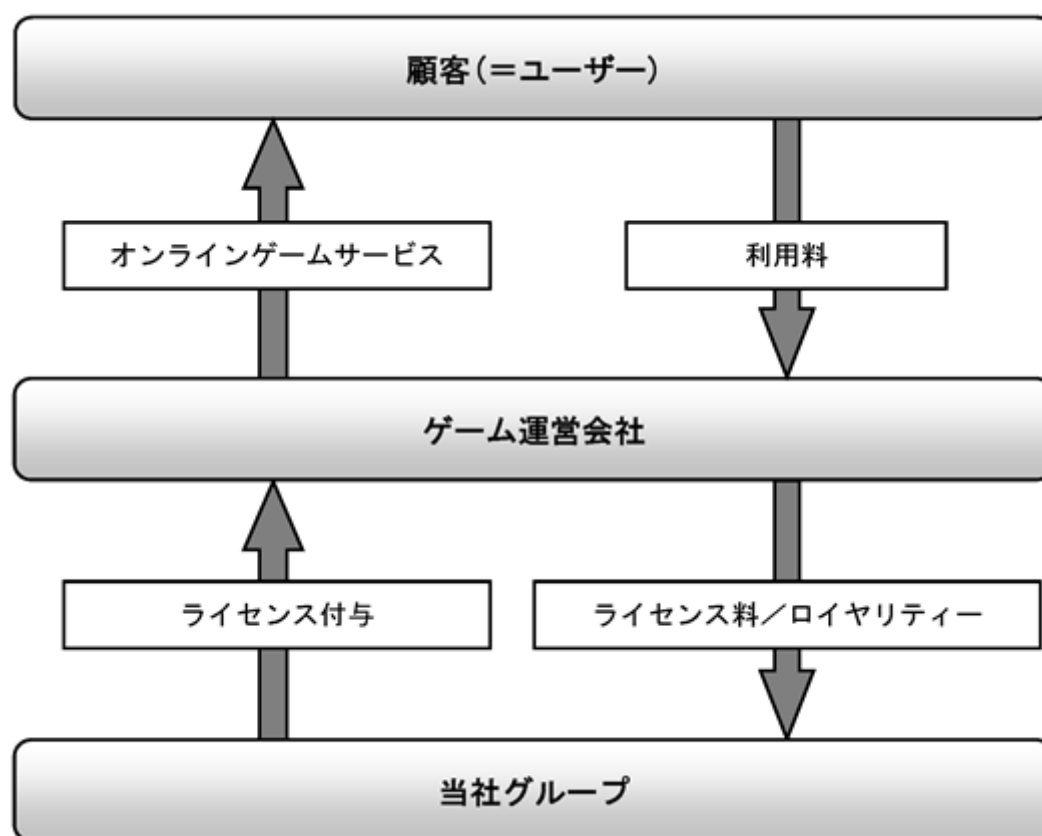 顧客(=ユーザー)
オンラインゲームサービス
利用料
ゲーム運営会社
ライセンス付与
ライセンス料/ロイヤリティー
当社グループ